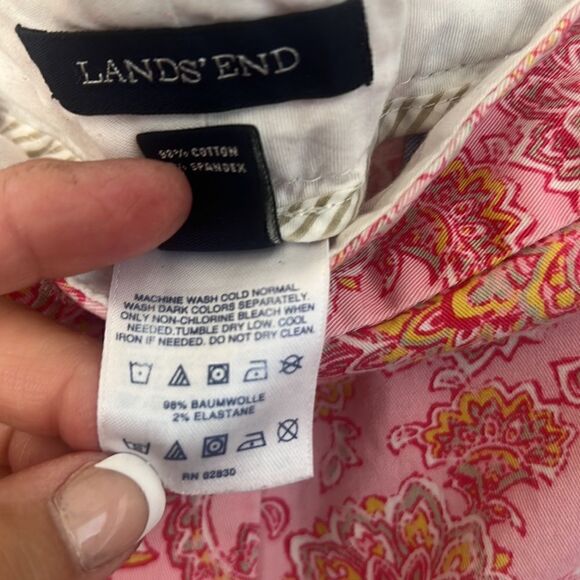 LANDS' END
98% COTTON
% SPANDEX
MACHINE WASH COLD NORMAL
WASH DARK COLORS SEPARATELY.
ONLY NON-CHLORINE BLEACH WHEN
NEEDED.TUMBLE DRY LOW. COOL
IRON IF NEEDED. DO NOT DRY CLEAN.
98% BAUMWOLLE
2% ELASTANE
RN 62830